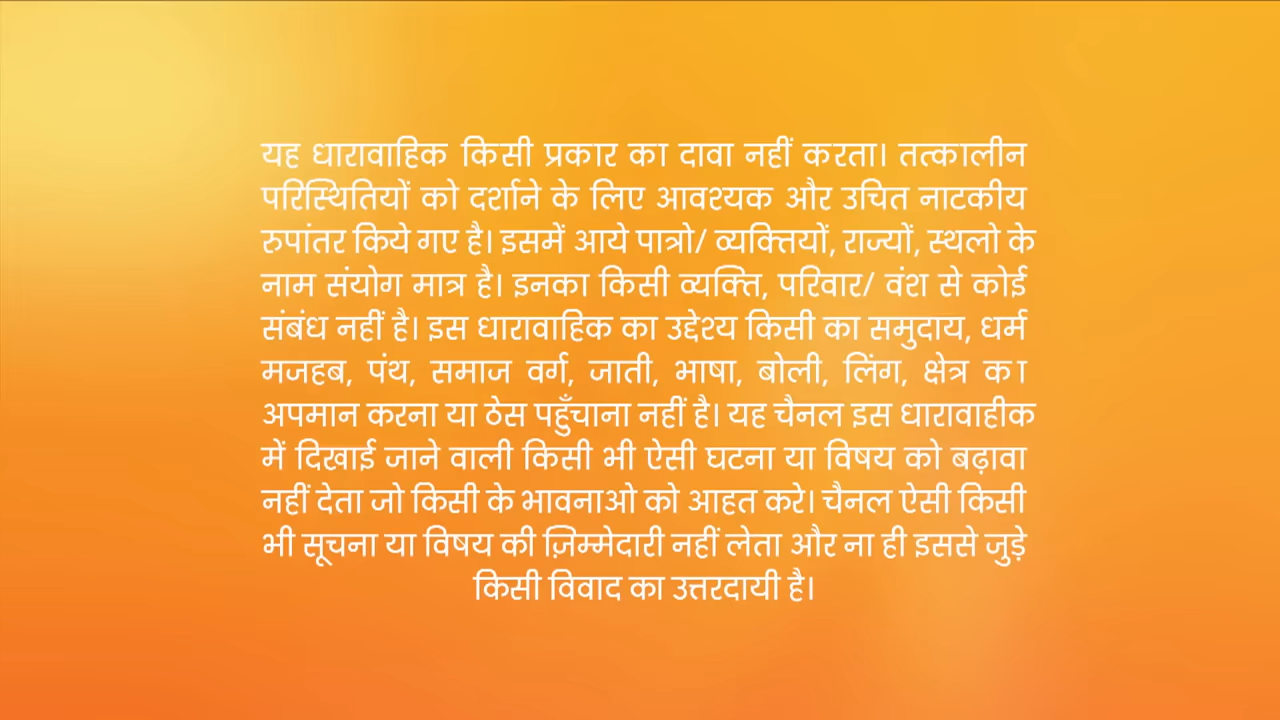 यह धारावाहिक किसी प्रकार का दावा नहीं करता। तत्कालीन
परिस्थितियों को दर्शाने के लिए आवश्यक और उचित नाटकीय
रुपांतर किये गए है। इसमें आये पात्रो/ व्यक्तियों, राज्यों, स्थलो के
नाम संयोग मात्र है। इनका किसी व्यक्ति, परिवार/ वंश से कोई
संबंध नहीं है। इस धारावाहिक का उद्देश्य किसी का समुदाय, धर्म
मजहब, पंथ, समाज वर्ग, जाती, भाषा, बोली, लिंग, क्षेत्र का
अपमान करना या ठेस पहुँचाना नहीं है। यह चैनल इस धारावाहीक
में दिखाई जाने वाली किसी भी ऐसी घटना या विषय को बढ़ावा
नहीं देता जो किसी के भावनाओ को आहत करे। चैनल ऐसी किसी
भी सूचना या विषय की ज़िम्मेदारी नहीं लेता और ना ही इससे जुड़े
किसी विवाद का उत्तरदायी है।